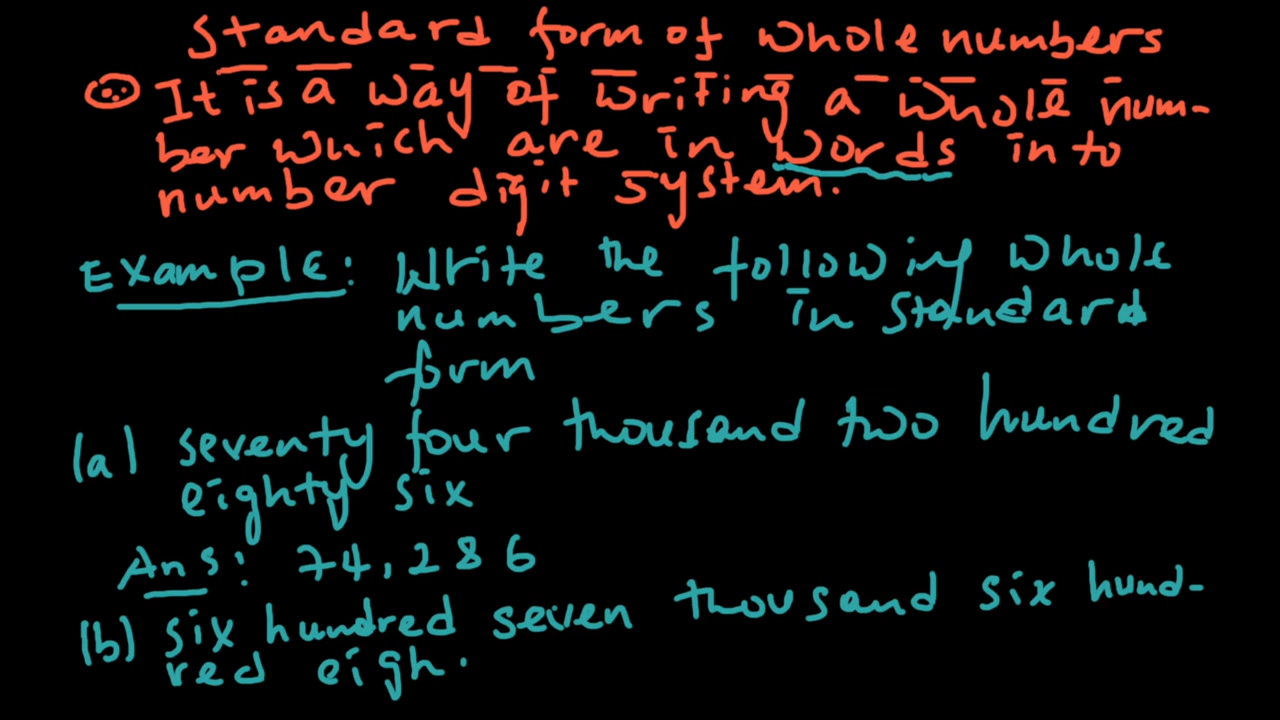 Standard form of whole numbers
It is a way of writing a whole num-
ber which are in words in to
number digit system.
Example: Write the following whole
numbers in standard
form
(a) seventy four thousand two hundred
eighty six
Ans: 74,286
(b) six hundred seven thousand six hund-
red eigh.